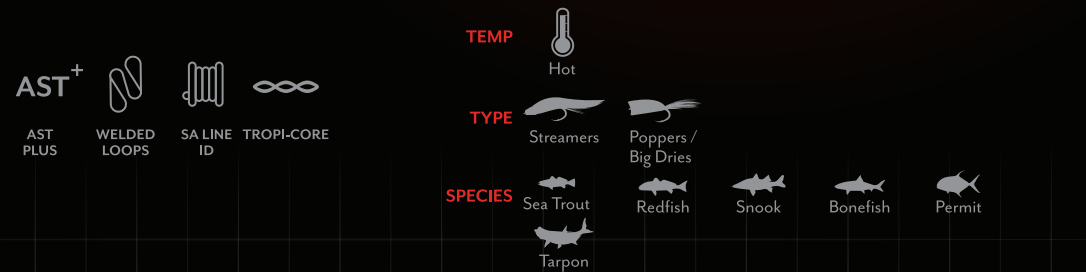 AST+
AST
PLUS
WELDED
LOOPS
SA LINE
ID
TROPI-CORE
TEMP
Hot
TYPE
Streamers
Poppers /
Big Dries
SPECIES
Sea Trout
Redfish
Snook
Bonefish
Permit
Tarpon